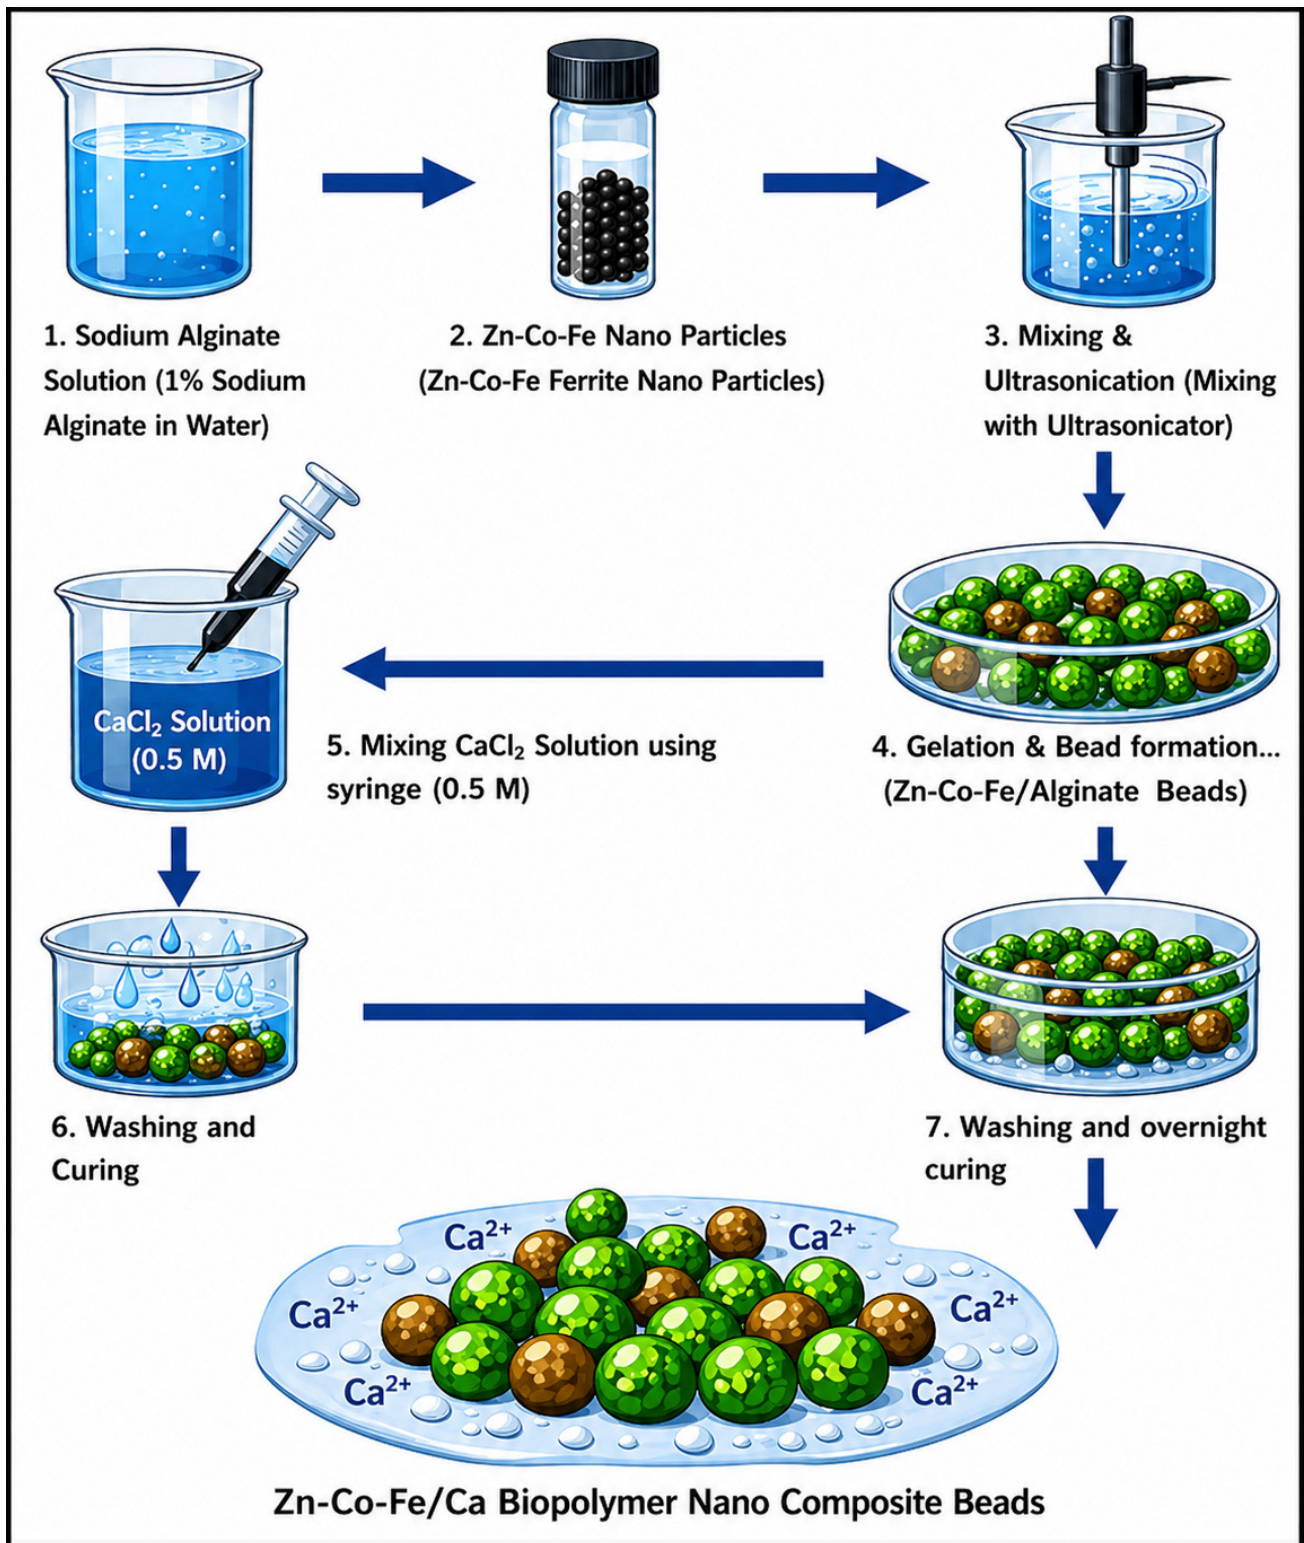 1. Sodium Alginate
Solution (1% Sodium
Alginate in Water)
2. Zn-Co-Fe Nano Particles
(Zn-Co-Fe Ferrite Nano Particles)
3. Mixing &
Ultrasonication (Mixing
with Ultrasonicator)
CaCl₂ Solution
(0.5 M)
5. Mixing CaCl₂ Solution using
syringe (0.5 M)
4. Gelation & Bead formation...
(Zn-Co-Fe/Alginate Beads)
6. Washing and
Curing
7. Washing and overnight
curing
Ca²⁺
Ca²⁺
Ca²⁺
Ca²⁺
Ca²⁺
Ca²⁺
Zn-Co-Fe/Ca Biopolymer Nano Composite Beads